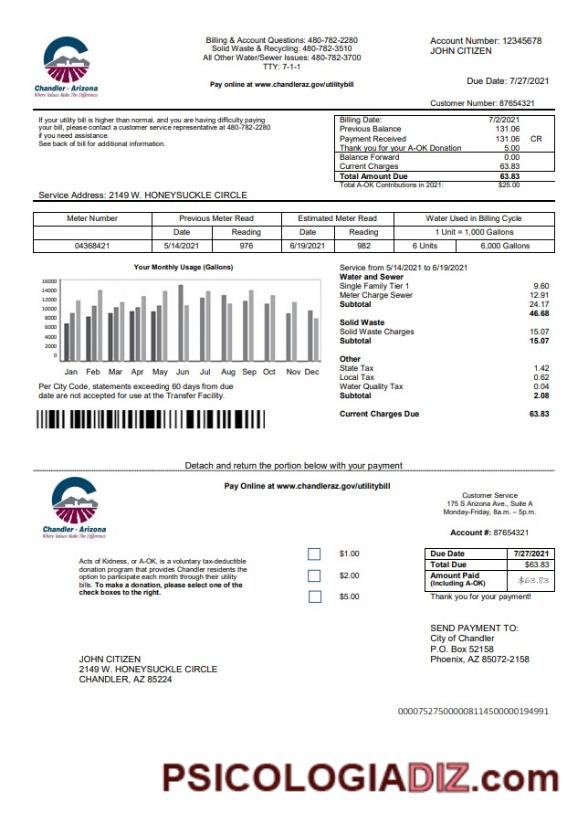 Chandler · Arizona
Where Values Make The Difference
Billing & Account Questions: 480-782-2280
Solid Waste & Recycling: 480-782-3510
All Other Water/Sewer Issues: 480-782-3700
TTY: 7-1-1
Pay online at www.chandleraz.gov/utilitybill
Account Number: 12345678
JOHN CITIZEN
Due Date: 7/27/2021
Customer Number: 87654321
If your utility bill is higher than normal, and you are having difficulty paying
your bill, please contact a customer service representative at 480-782-2280
if you need assistance.
See back of bill for additional information.
Billing Date: 7/2/2021
Previous Balance 131.06
Payment Received 131.06 CR
Thank you for your A-OK Donation 5.00
Balance Forward 0.00
Current Charges 63.83
Total Amount Due 63.83
Total A-OK Contributions in 2021: $25.00
Service Address: 2149 W. HONEYSUCKLE CIRCLE
Meter Number Previous Meter Read Estimated Meter Read Water Used in Billing Cycle
Date Reading Date Reading 1 Unit = 1,000 Gallons
04368421 5/14/2021 976 6/19/2021 982 6 Units 6,000 Gallons
Your Monthly Usage (Gallons)
16000
14000
12000
10000
8000
6000
4000
2000
0
Jan Feb Mar Apr May Jun Jul Aug Sep Oct Nov Dec
Per City Code, statements exceeding 60 days from due
date are not accepted for use at the Transfer Facility.
Service from 5/14/2021 to 6/19/2021
Water and Sewer
Single Family Tier 1 9.60
Meter Charge Sewer 12.91
Subtotal 24.17
46.68
Solid Waste
Solid Waste Charges 15.07
Subtotal 15.07
Other
State Tax 1.42
Local Tax 0.62
Water Quality Tax 0.04
Subtotal 2.08
Current Charges Due 63.83
Detach and return the portion below with your payment
Chandler · Arizona
Where Values Make The Difference
Pay Online at www.chandleraz.gov/utilitybill
Customer Service
175 S Arizona Ave., Suite A
Monday-Friday, 8a.m. – 5p.m.
Account #: 87654321
Acts of Kidness, or A-OK, is a voluntary tax-deductible
donation program that provides Chandler residents the
option to participate each month through their utility
bills. To make a donation, please select one of the
check boxes to the right.
$1.00
$2.00
$5.00
Due Date 7/27/2021
Total Due $63.83
Amount Paid
(Including A-OK) $63.83
Thank you for your payment!
SEND PAYMENT TO:
City of Chandler
P.O. Box 52158
Phoenix, AZ 85072-2158
JOHN CITIZEN
2149 W. HONEYSUCKLE CIRCLE
CHANDLER, AZ 85224
0000752750000081145000001949​91
PSICOLOGIADIZ.com